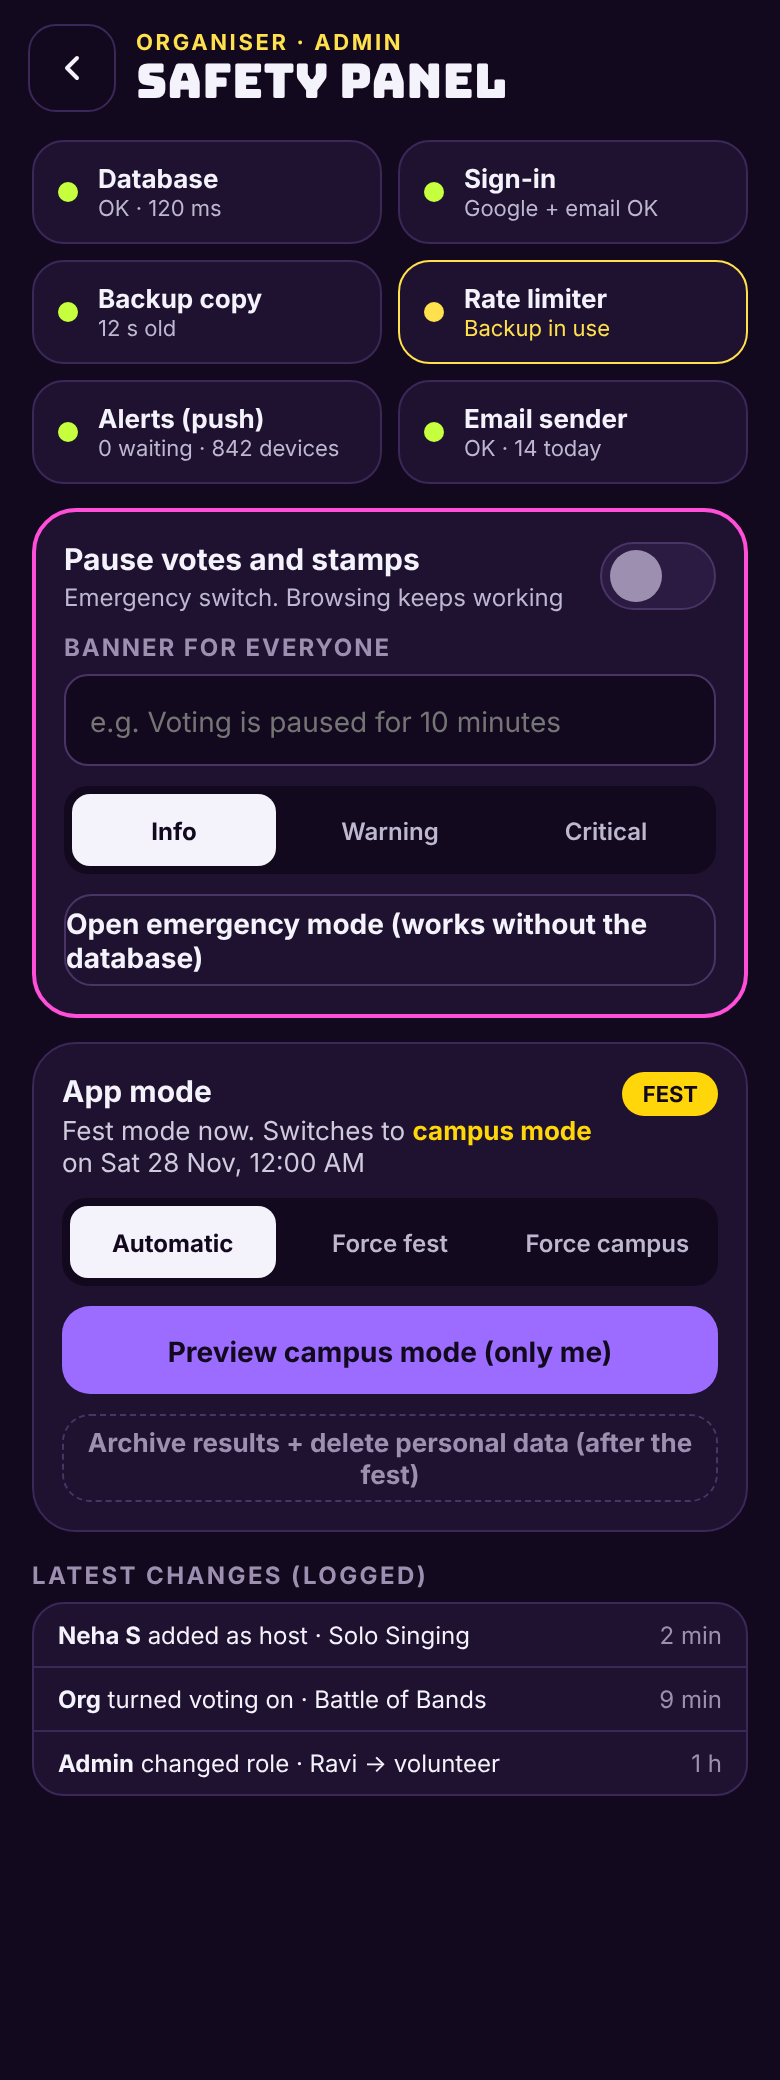 ORGANISER · ADMIN
SAFETY PANEL
Database
OK · 120 ms
Sign-in
Google + email OK
Backup copy
12 s old
Rate limiter
Backup in use
Alerts (push)
0 waiting · 842 devices
Email sender
OK · 14 today
Pause votes and stamps
Emergency switch. Browsing keeps working
BANNER FOR EVERYONE
e.g. Voting is paused for 10 minutes
Info
Warning
Critical
Open emergency mode (works without the
database)
App mode
FEST
Fest mode now. Switches to campus mode
on Sat 28 Nov, 12:00 AM
Automatic
Force fest
Force campus
Preview campus mode (only me)
Archive results + delete personal data (after the
fest)
LATEST CHANGES (LOGGED)
Neha S added as host · Solo Singing
2 min
Org turned voting on · Battle of Bands
9 min
Admin changed role · Ravi → volunteer
1 h